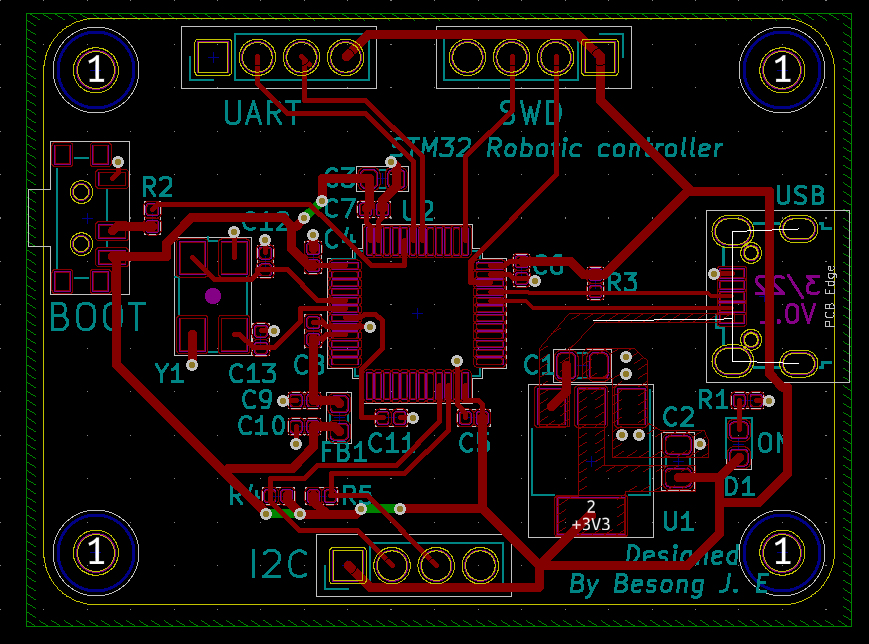 1
1
UART
SWD
STM32 Robotic controller
C3
R2
C7
U2
USB
C12
C4
C6
R3
3/22
V0.1
PCB Edge
BOOT
Y1
C13
C8
C1
C9
C10
FB1
C11
C5
C2
R1
ON
D1
R4
R5
2
+3V3
U1
1
1
I2C
Designed
By Besong J. E